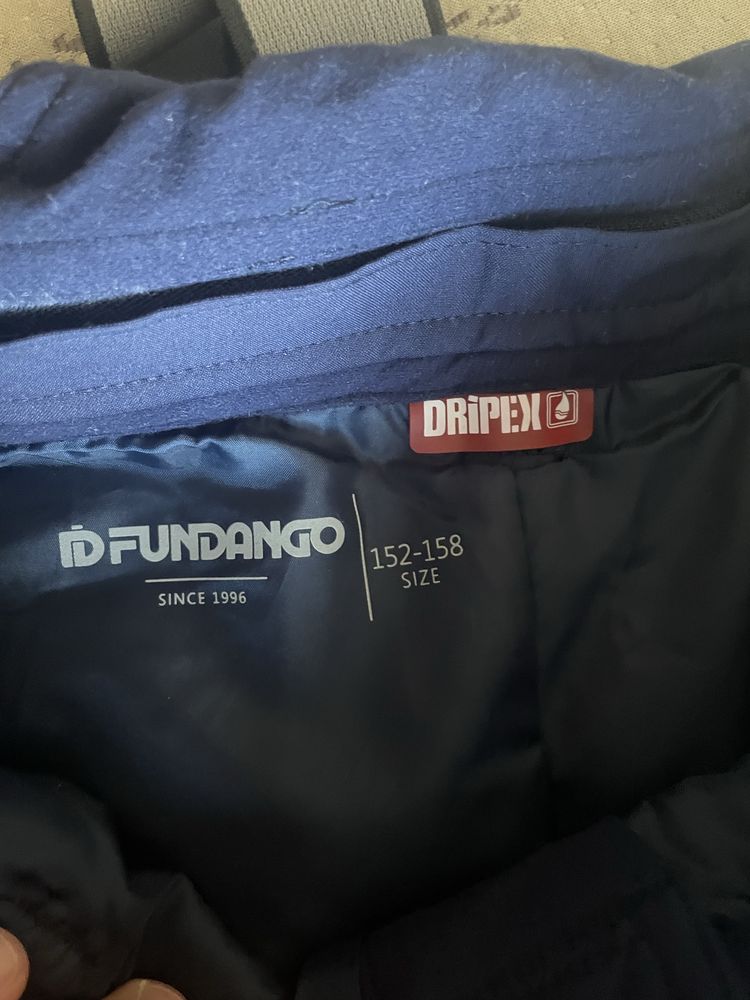 DRIPEX
FUNDANGO
SINCE 1996
152-158
SIZE